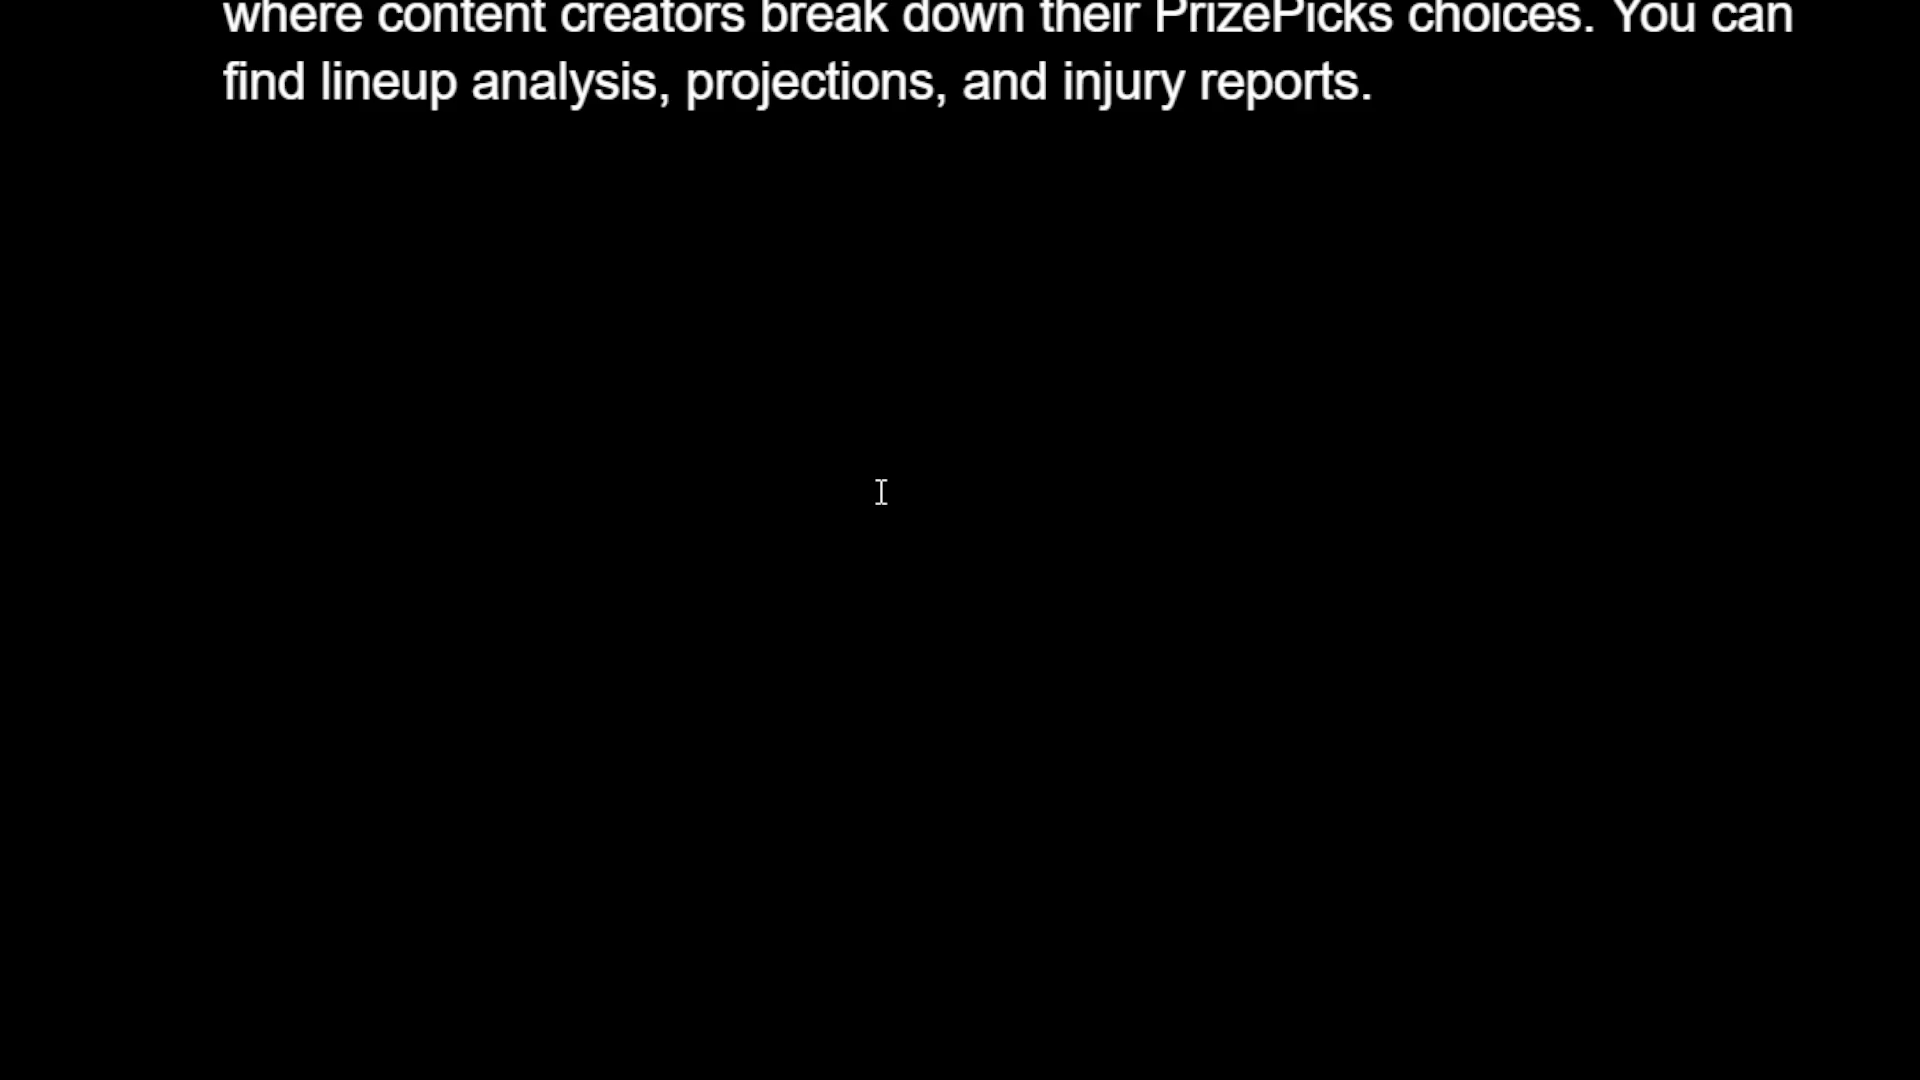 where content creators break down their PrizePicks choices. You can
find lineup analysis, projections, and injury reports.